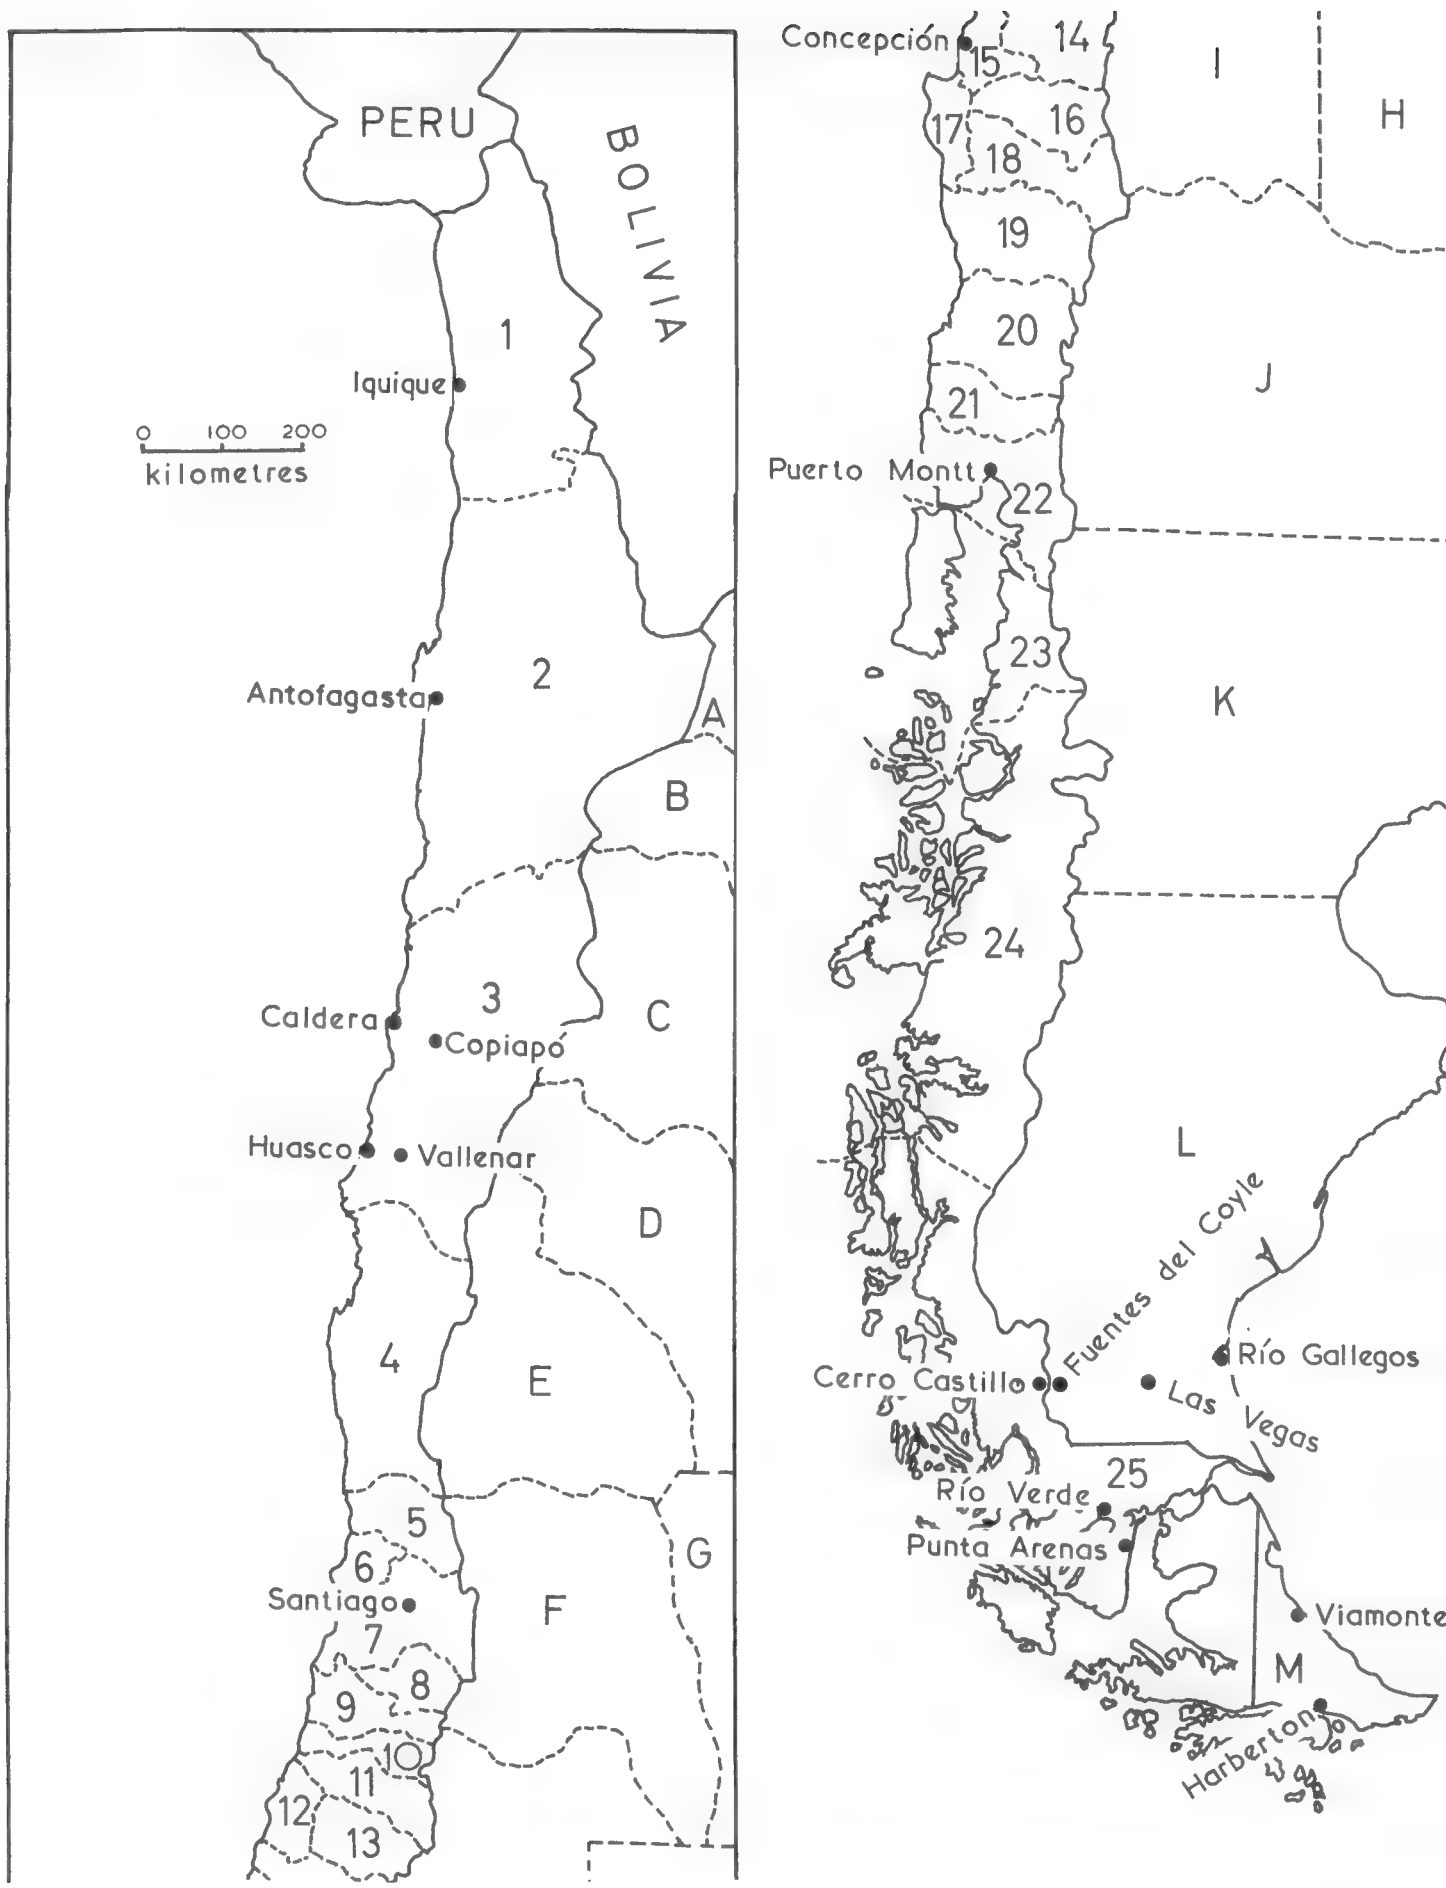 PERU
BOLIVIA
1
Iquique
0 100 200
kilometres
2
Antofagasta
A
B
3
Caldera
Copiapó
C
Huasco
Vallenar
D
4
E
5
6
G
Santiago
F
7
8
9
10
11
12
13
Concepción
14
15
I
H
17
16
18
19
20
J
21
Puerto Montt
22
23
K
24
L
Fuentes del Coyle
Río Gallegos
Cerro Castillo
Las Vegas
25
Río Verde
Punta Arenas
Viamonte
M
Harberton